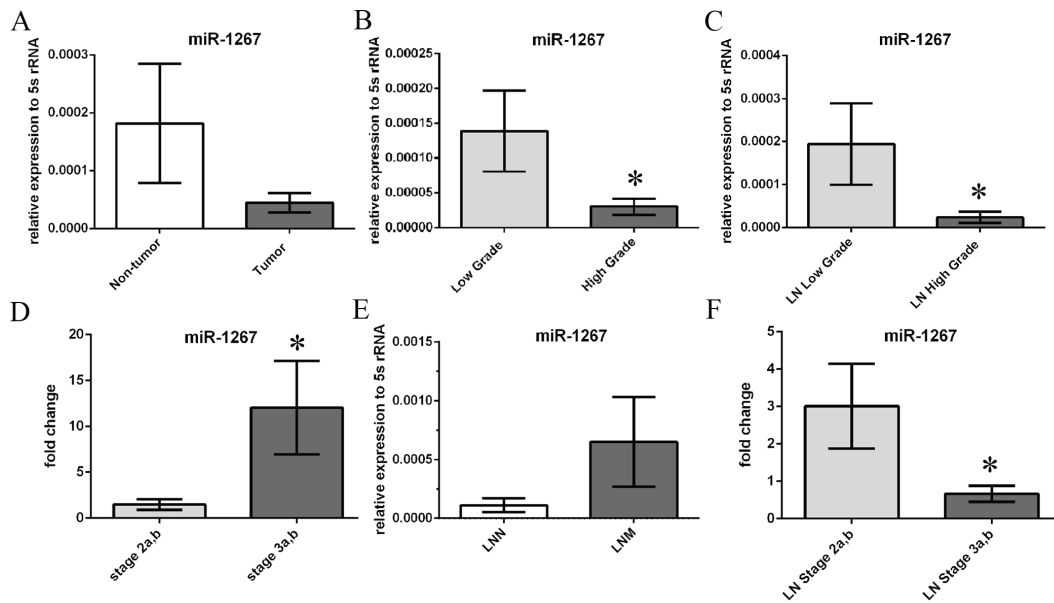 A
miR-1267
relative expression to 5s rRNA
0.0003
0.0002
0.0001
0.0000
Non-tumor
Tumor
B
miR-1267
relative expression to 5s rRNA
0.00025
0.00020
0.00015
0.00010
0.00005
0.00000
*
Low Grade
High Grade
C
miR-1267
relative expression to 5s rRNA
0.0004
0.0003
0.0002
0.0001
0.0000
*
LN Low Grade
LN High Grade
D
miR-1267
fold change
20
15
10
5
0
*
stage 2a,b
stage 3a,b
E
miR-1267
relative expression to 5s rRNA
0.0015
0.0010
0.0005
0.0000
LNN
LNM
F
miR-1267
fold change
5
4
3
2
1
0
*
LN Stage 2a,b
LN Stage 3a,b